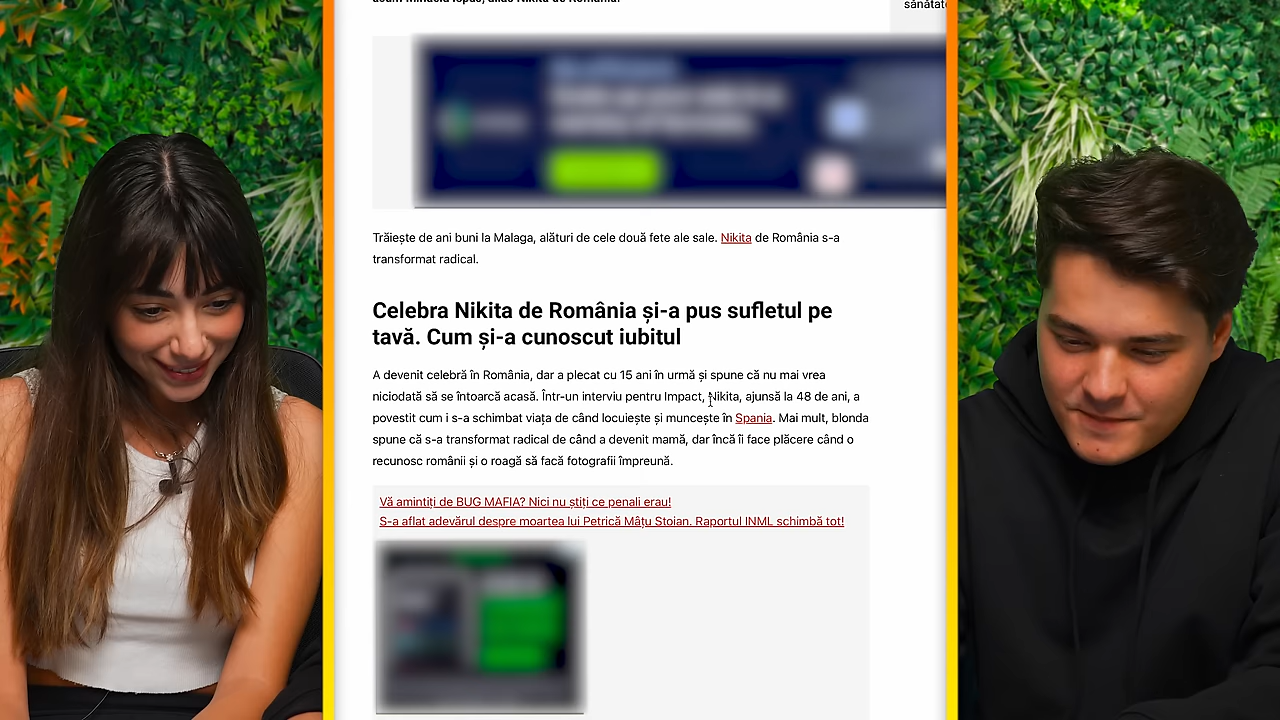 sănătate
Trăiește de ani buni la Malaga, alături de cele două fete ale sale. Nikita de România s-a
transformat radical.
Celebra Nikita de România și-a pus sufletul pe
tavă. Cum și-a cunoscut iubitul
A devenit celebră în România, dar a plecat cu 15 ani în urmă și spune că nu mai vrea
niciodată să se întoarcă acasă. Într-un interviu pentru Impact, Nikita, ajunsă la 48 de ani, a
povestit cum i s-a schimbat viața de când locuiește și muncește în Spania. Mai mult, blonda
spune că s-a transformat radical de când a devenit mamă, dar încă îi face plăcere când o
recunosc românii și o roagă să facă fotografii împreună.
Vă amintiți de BUG MAFIA? Nici nu știți ce penali erau!
S-a aflat adevărul despre moartea lui Petrică Mâțu Stoian. Raportul INML schimbă tot!